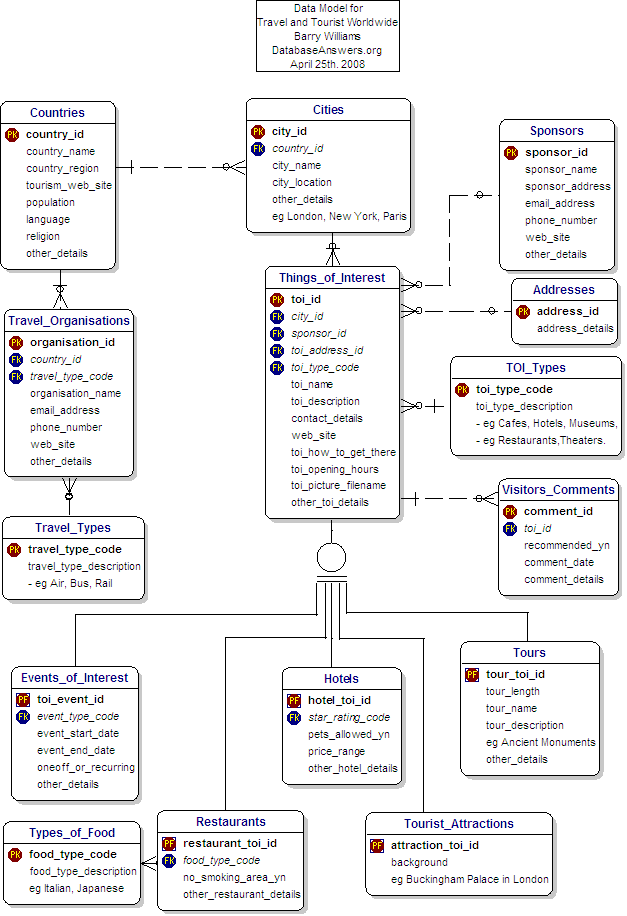 Data Model for
Travel and Tourist Worldwide
Barry Williams
DatabaseAnswers.org
April 25th. 2008
Countries
PK country_id
country_name
country_region
tourism_web_site
population
language
religion
other_details
Cities
PK city_id
FK country_id
city_name
city_location
other_details
eg London, New York, Paris
Sponsors
PK sponsor_id
sponsor_name
sponsor_address
email_address
phone_number
web_site
other_details
Travel_Organisations
PK organisation_id
FK country_id
FK travel_type_code
organisation_name
email_address
phone_number
web_site
other_details
Things_of_Interest
PK toi_id
FK city_id
FK sponsor_id
FK toi_address_id
FK toi_type_code
toi_name
toi_description
contact_details
web_site
toi_how_to_get_there
toi_opening_hours
toi_picture_filename
other_toi_details
Addresses
PK address_id
address_details
TOI_Types
PK toi_type_code
toi_type_description
- eg Cafes, Hotels, Museums,
- eg Restaurants,Theaters.
Visitors_Comments
PK comment_id
FK toi_id
recommended_yn
comment_date
comment_details
Travel_Types
PK travel_type_code
travel_type_description
- eg Air, Bus, Rail
Events_of_Interest
PF toi_event_id
FK event_type_code
event_start_date
event_end_date
oneoff_or_recurring
other_details
Hotels
PF hotel_toi_id
FK star_rating_code
pets_allowed_yn
price_range
other_hotel_details
Tours
PF tour_toi_id
tour_length
tour_name
tour_description
eg Ancient Monuments
other_details
Types_of_Food
PK food_type_code
food_type_description
eg Italian, Japanese
Restaurants
PF restaurant_toi_id
FK food_type_code
no_smoking_area_yn
other_restaurant_details
Tourist_Attractions
PF attraction_toi_id
background
eg Buckingham Palace in London